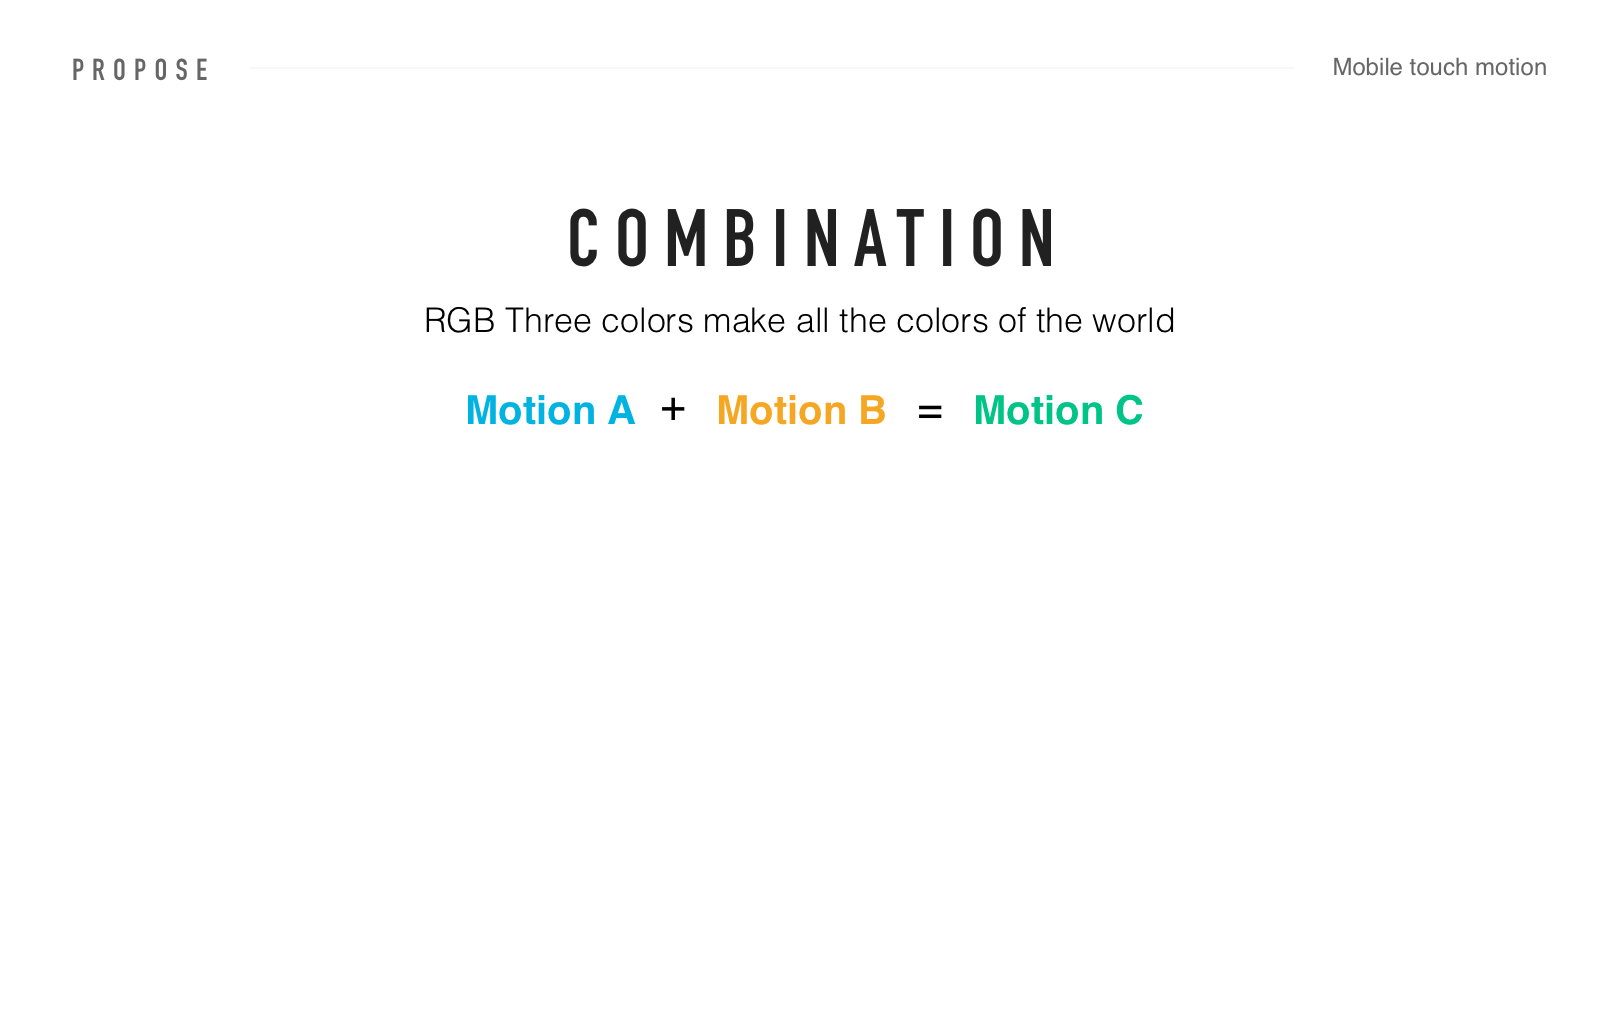 PROPOSE
Mobile touch motion
COMBINATION
RGB Three colors make all the colors of the world
Motion A + Motion B = Motion C